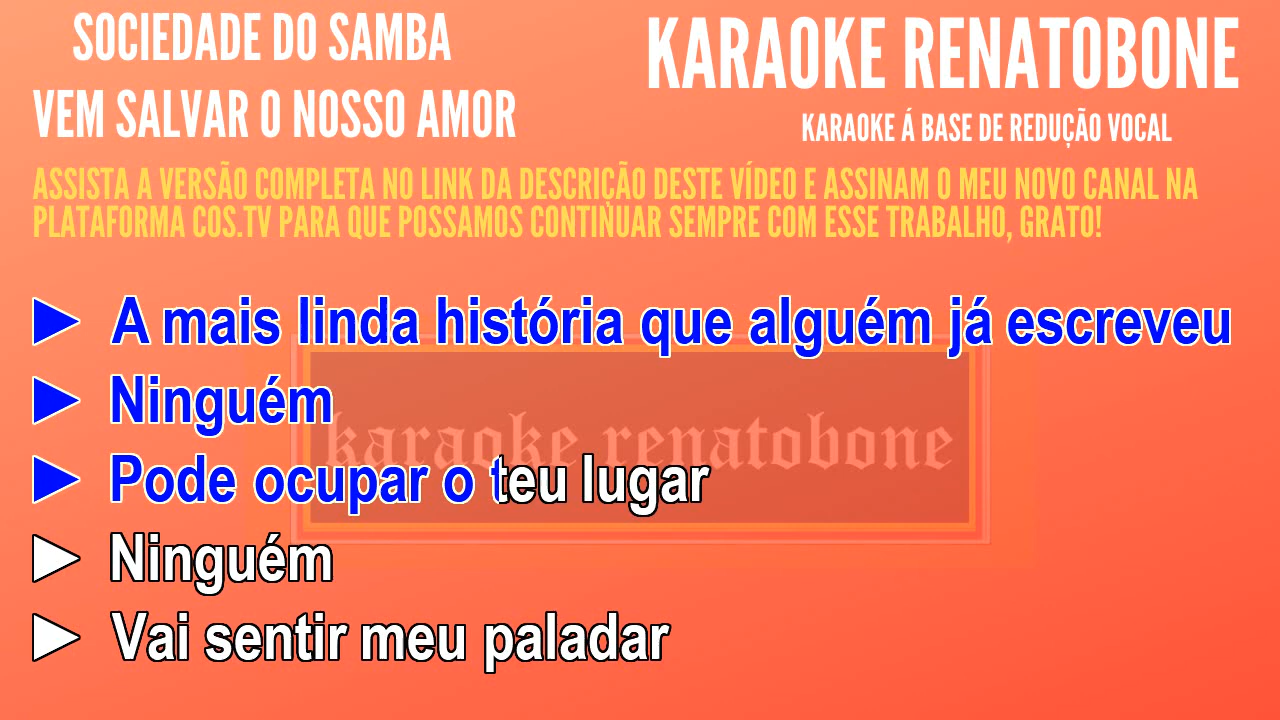 SOCIEDADE DO SAMBA
VEM SALVAR O NOSSO AMOR
KARAOKE RENATOBONE
KARAOKE Á BASE DE REDUÇÃO VOCAL
ASSISTA A VERSÃO COMPLETA NO LINK DA DESCRIÇÃO DESTE VÍDEO E ASSINAM O MEU NOVO CANAL NA
PLATAFORMA COS.TV PARA QUE POSSAMOS CONTINUAR SEMPRE COM ESSE TRABALHO, GRATO!
► A mais linda história que alguém já escreveu
► Ninguém
karaoke renatobone
► Pode ocupar o teu lugar
► Ninguém
► Vai sentir meu paladar